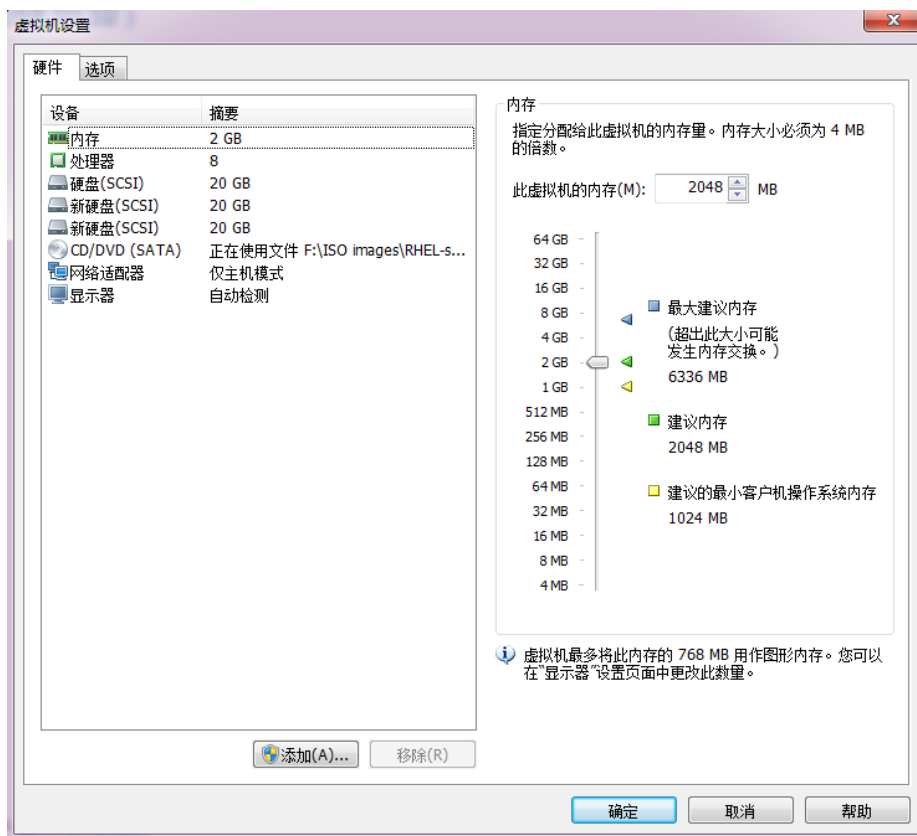 虚拟机设置
硬件 选项
设备 摘要
内存 2 GB
处理器 8
硬盘(SCSI) 20 GB
新硬盘(SCSI) 20 GB
新硬盘(SCSI) 20 GB
CD/DVD (SATA) 正在使用文件 F:\ISO images\RHEL-s...
网络适配器 仅主机模式
显示器 自动检测
添加(A)... 移除(R)
内存
指定分配给此虚拟机的内存量。内存大小必须为 4 MB
的倍数。
此虚拟机的内存(M): 2048 MB
64 GB
32 GB
16 GB
8 GB
4 GB
2 GB
1 GB
512 MB
256 MB
128 MB
64 MB
32 MB
16 MB
8 MB
4 MB
最大建议内存
(超出此大小可能
发生内存交换。)
6336 MB
建议内存
2048 MB
建议的最小客户机操作系统内存
1024 MB
虚拟机最多将此内存的 768 MB 用作图形内存。您可以
在"显示器"设置页面中更改此数量。
确定 取消 帮助